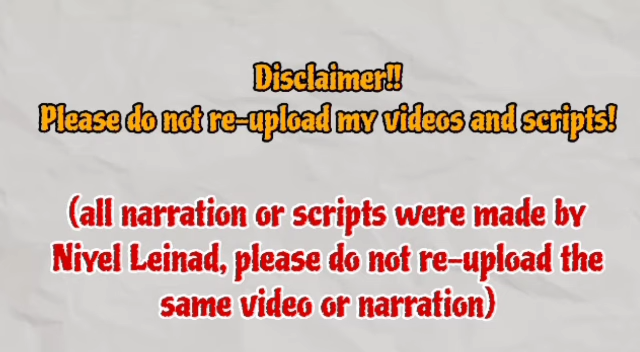 Disclaimer!!
Please do not re-upload my videos and scripts!
(all narration or scripts were made by
Nivel Leinad, please do not re-upload the
same video or narration)